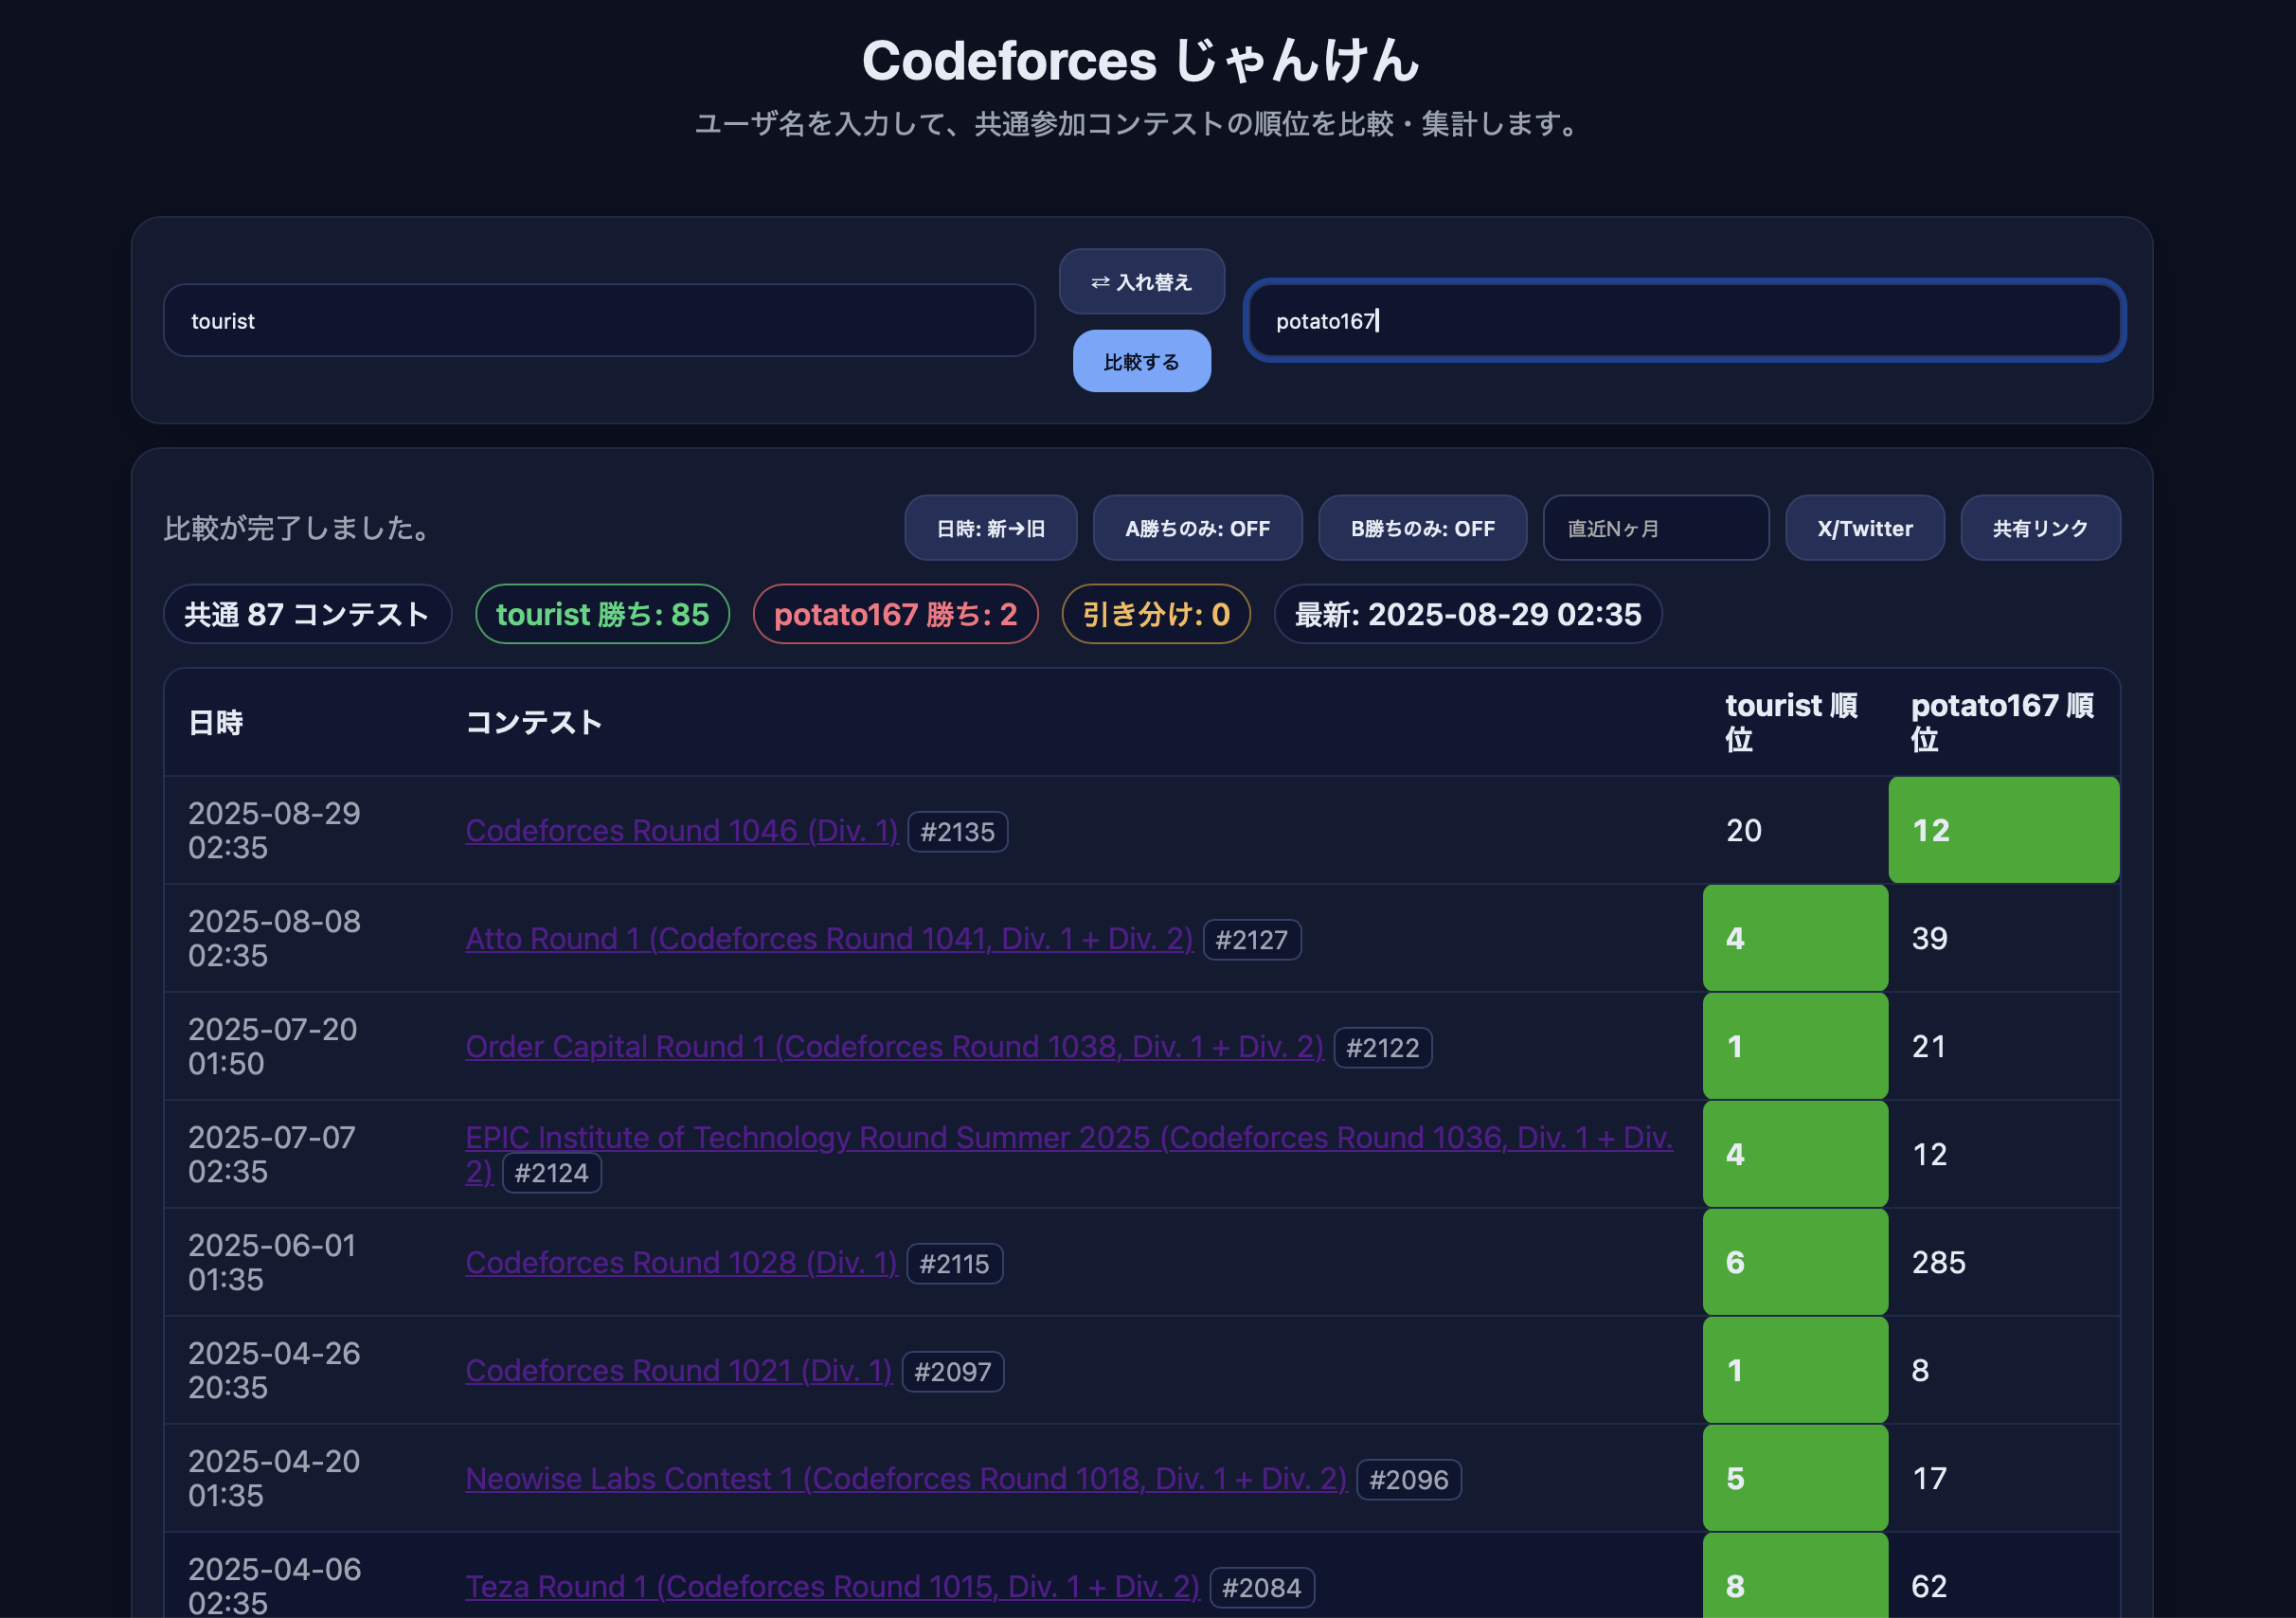 Codeforces じゃんけん
ユーザ名を入力して、共通参加コンテストの順位を比較・集計します。
tourist
⇄ 入れ替え
比較する
potato167
比較が完了しました。
日時: 新→旧
A勝ちのみ: OFF
B勝ちのみ: OFF
直近Nヶ月
X/Twitter
共有リンク
共通 87 コンテスト
tourist 勝ち: 85
potato167 勝ち: 2
引き分け: 0
最新: 2025-08-29 02:35
日時
コンテスト
tourist 順
位
potato167 順
位
2025-08-29
02:35
Codeforces Round 1046 (Div. 1) #2135
20
12
2025-08-08
02:35
Atto Round 1 (Codeforces Round 1041, Div. 1 + Div. 2) #2127
4
39
2025-07-20
01:50
Order Capital Round 1 (Codeforces Round 1038, Div. 1 + Div. 2) #2122
1
21
2025-07-07
02:35
EPIC Institute of Technology Round Summer 2025 (Codeforces Round 1036, Div. 1 + Div.
2) #2124
4
12
2025-06-01
01:35
Codeforces Round 1028 (Div. 1) #2115
6
285
2025-04-26
20:35
Codeforces Round 1021 (Div. 1) #2097
1
8
2025-04-20
01:35
Neowise Labs Contest 1 (Codeforces Round 1018, Div. 1 + Div. 2) #2096
5
17
2025-04-06
02:35
Teza Round 1 (Codeforces Round 1015, Div. 1 + Div. 2) #2084
8
62